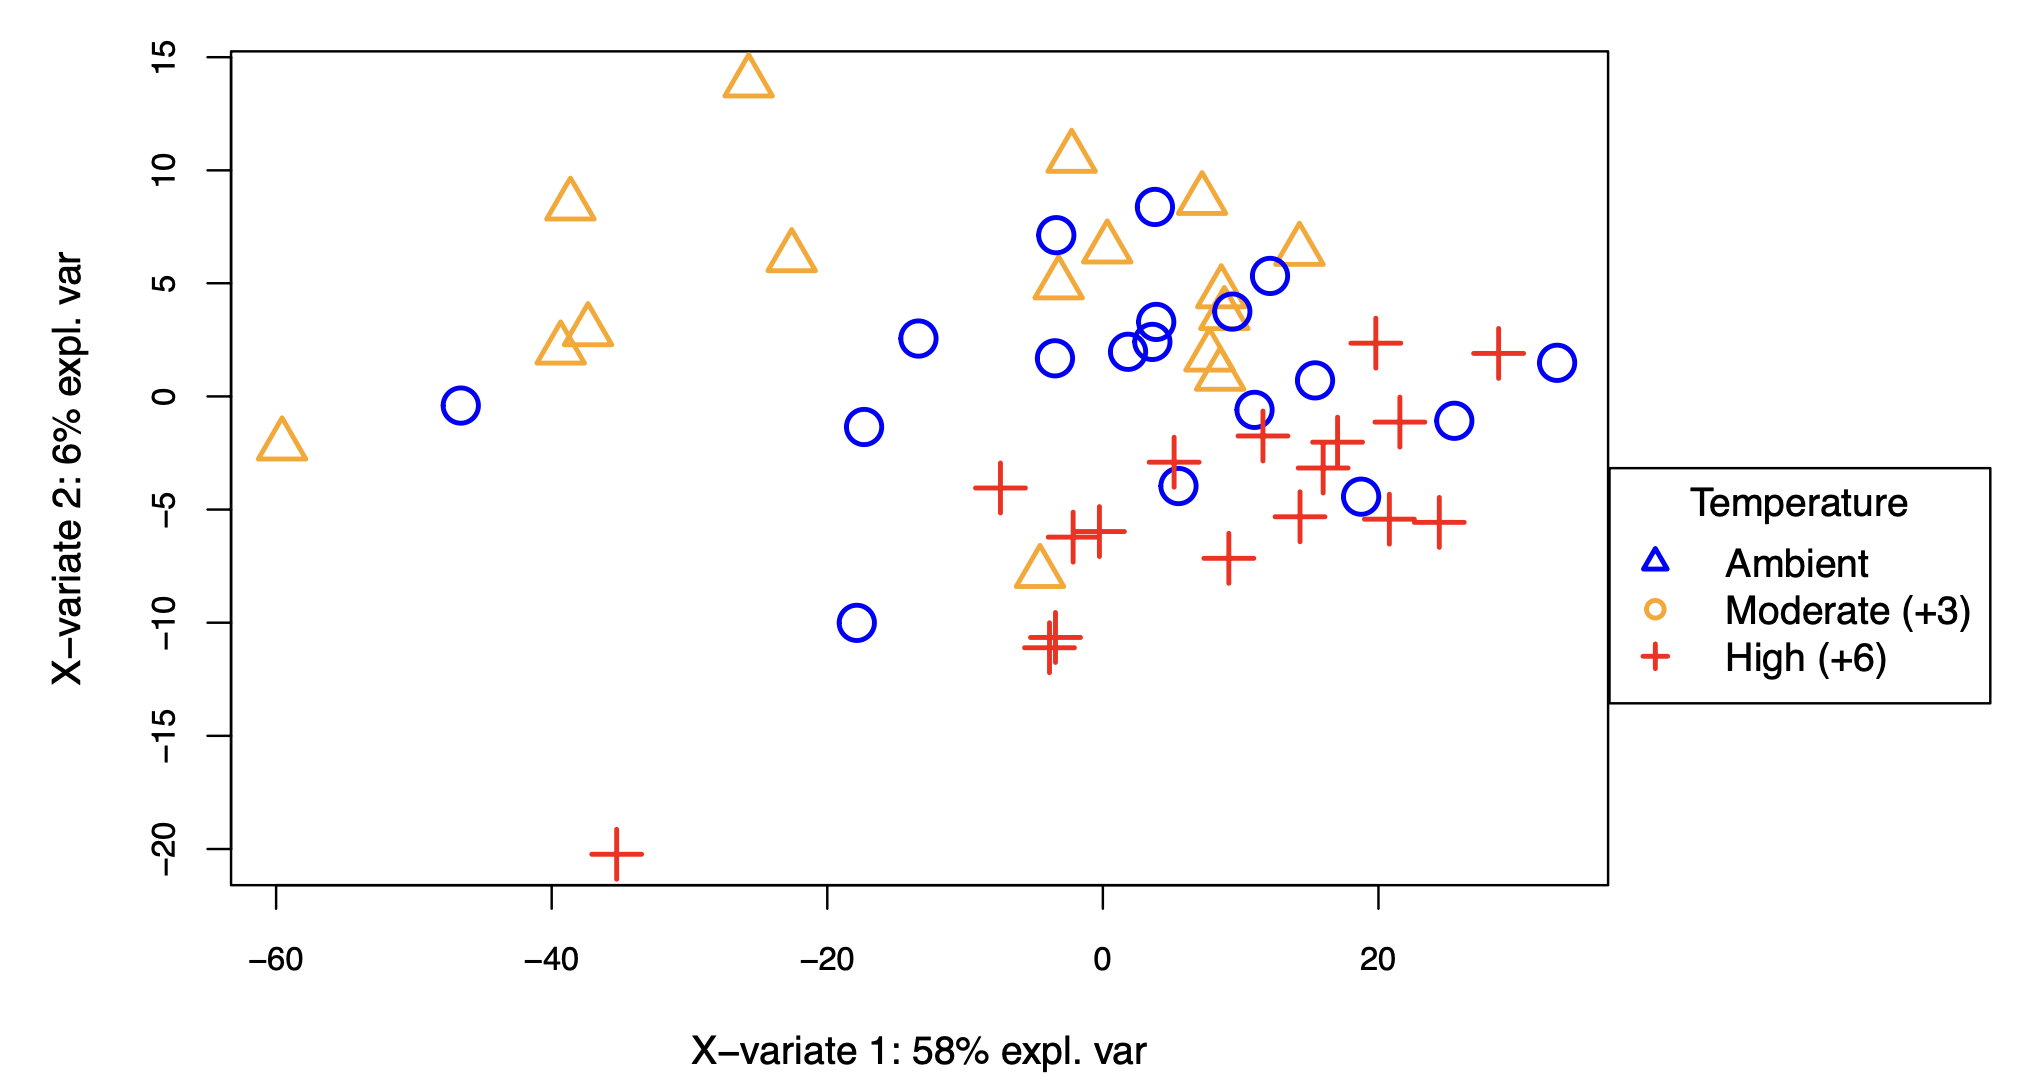 15
10
5
0
−5
−10
−15
−20
X−variate 2: 6% expl. var
−60
−40
−20
0
20
X−variate 1: 58% expl. var
Temperature
Ambient
Moderate (+3)
High (+6)